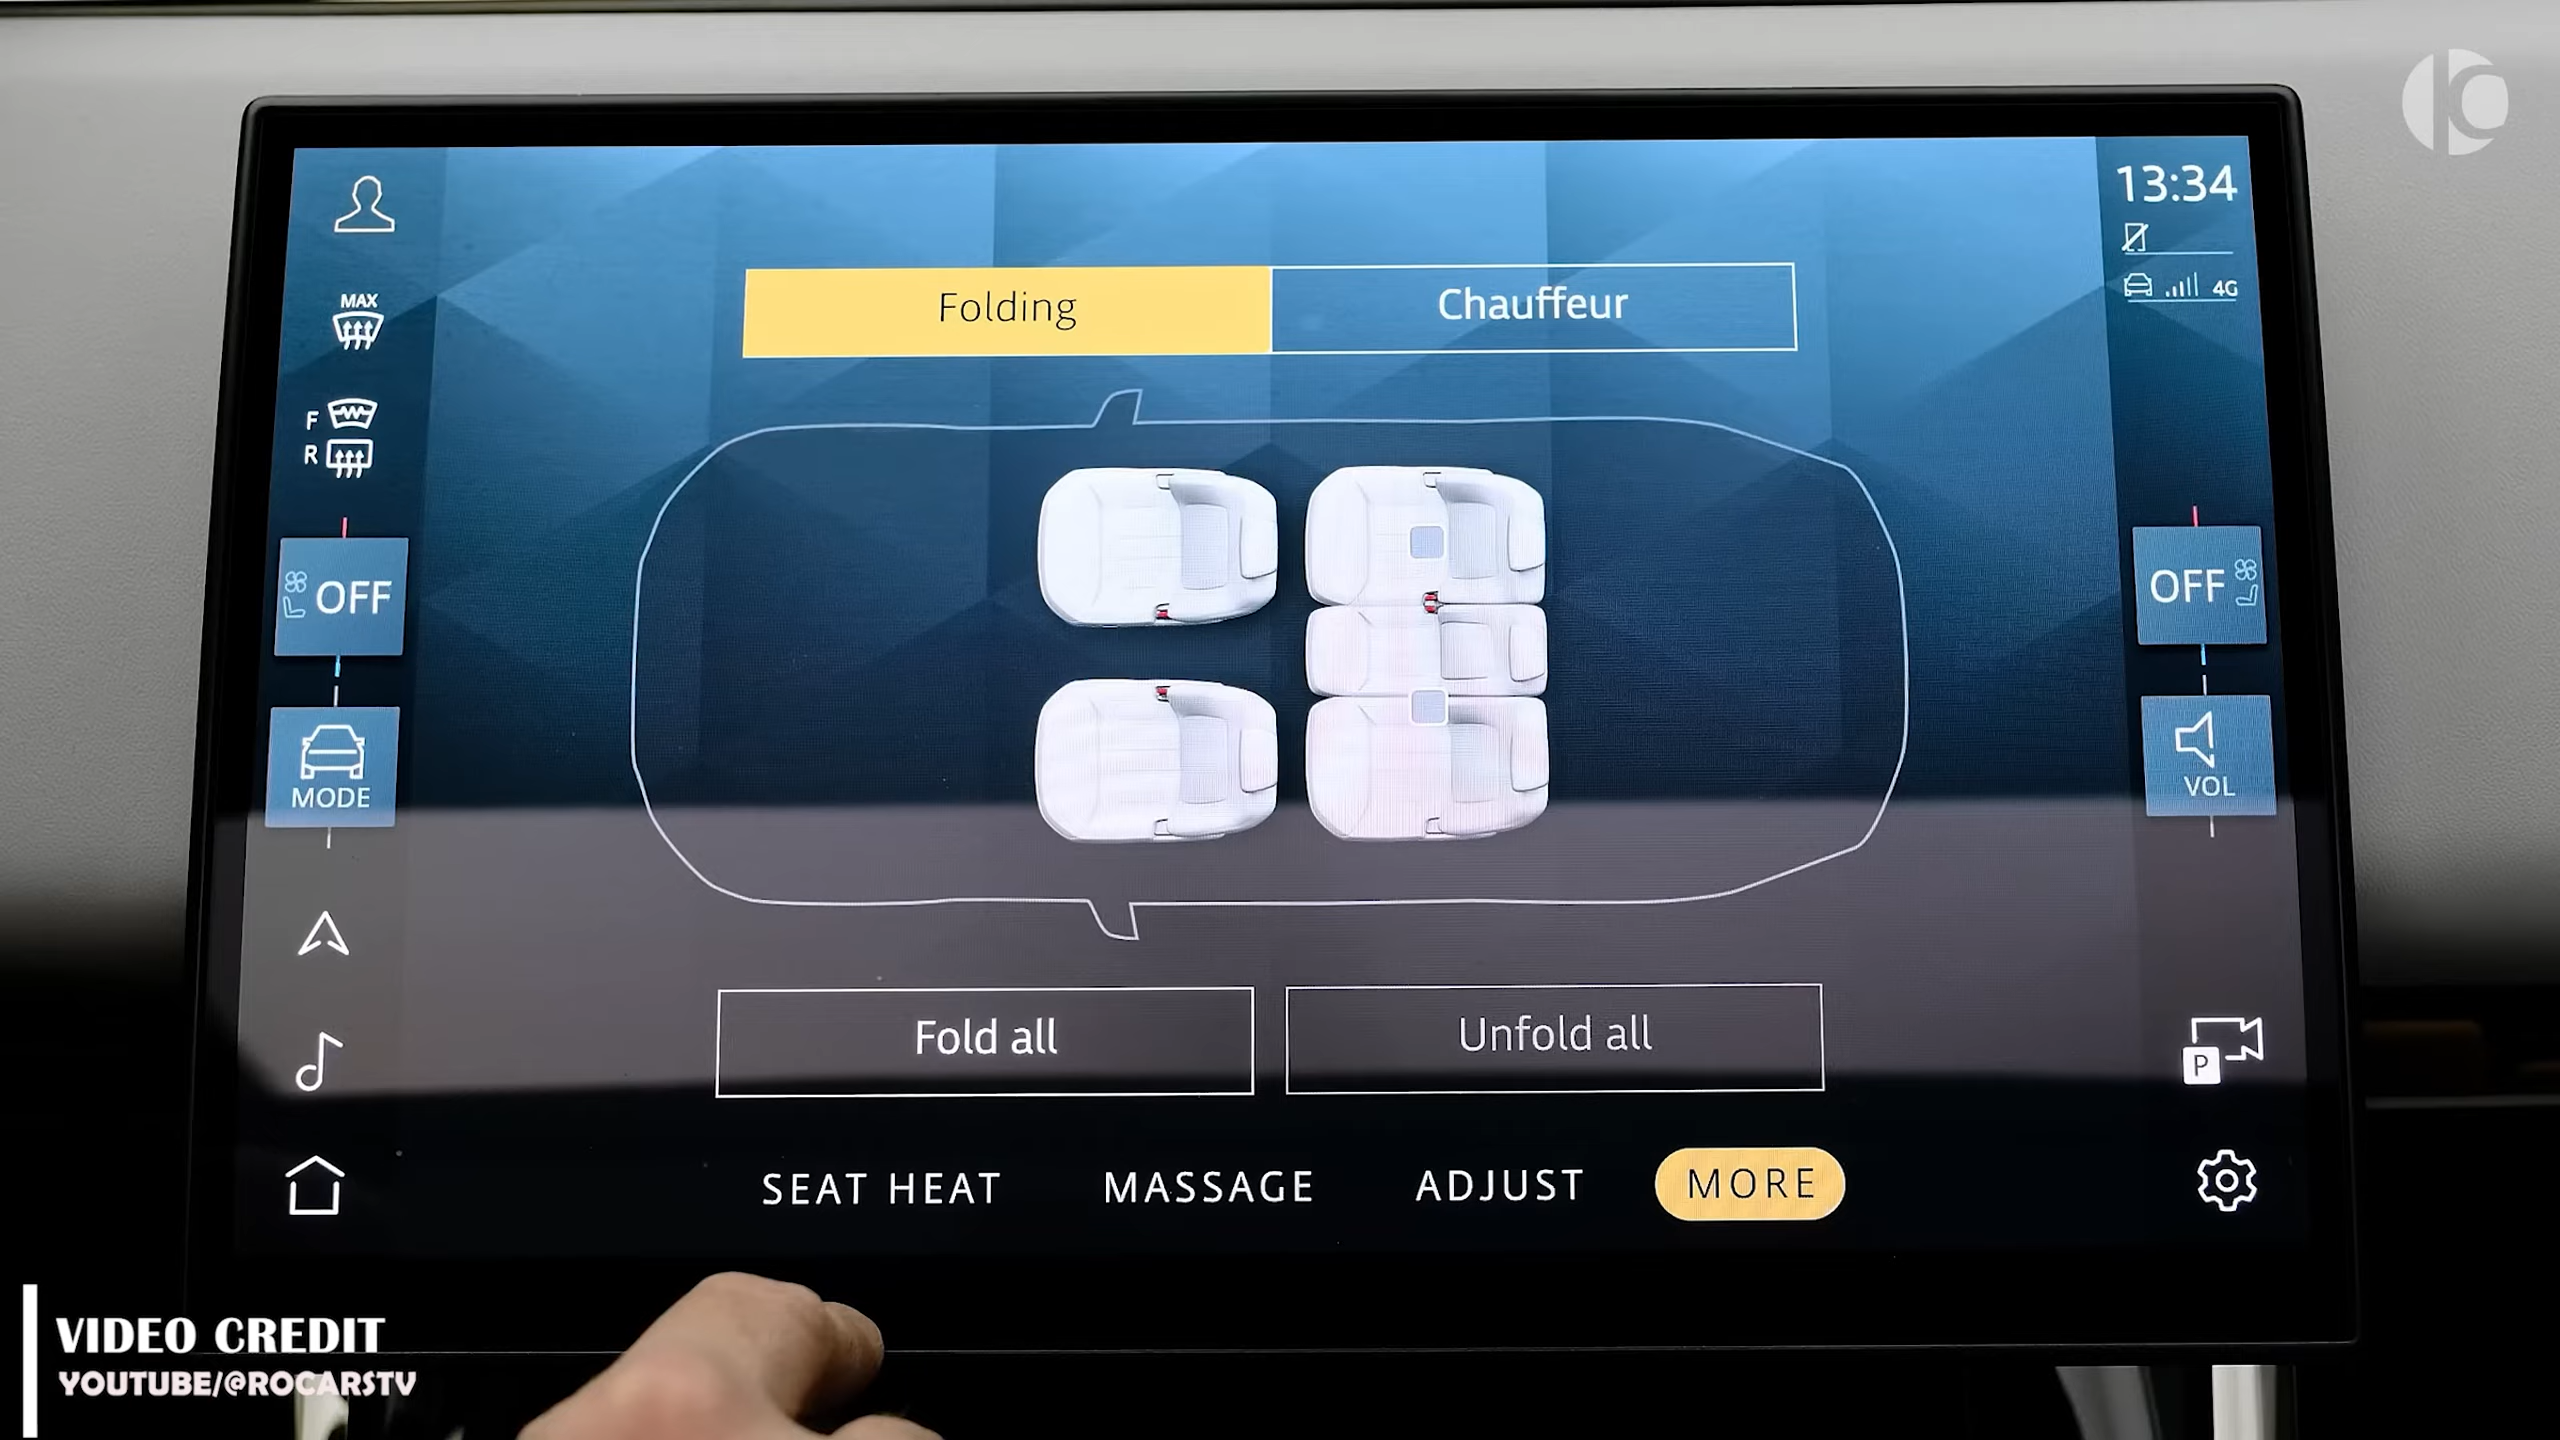 13:34
MAX
Folding
Chauffeur
4G
F
R
OFF
OFF
MODE
VOL
Fold all
Unfold all
P
SEAT HEAT
MASSAGE
ADJUST
MORE
VIDEO CREDIT
YOUTUBE/@ROCARSTV